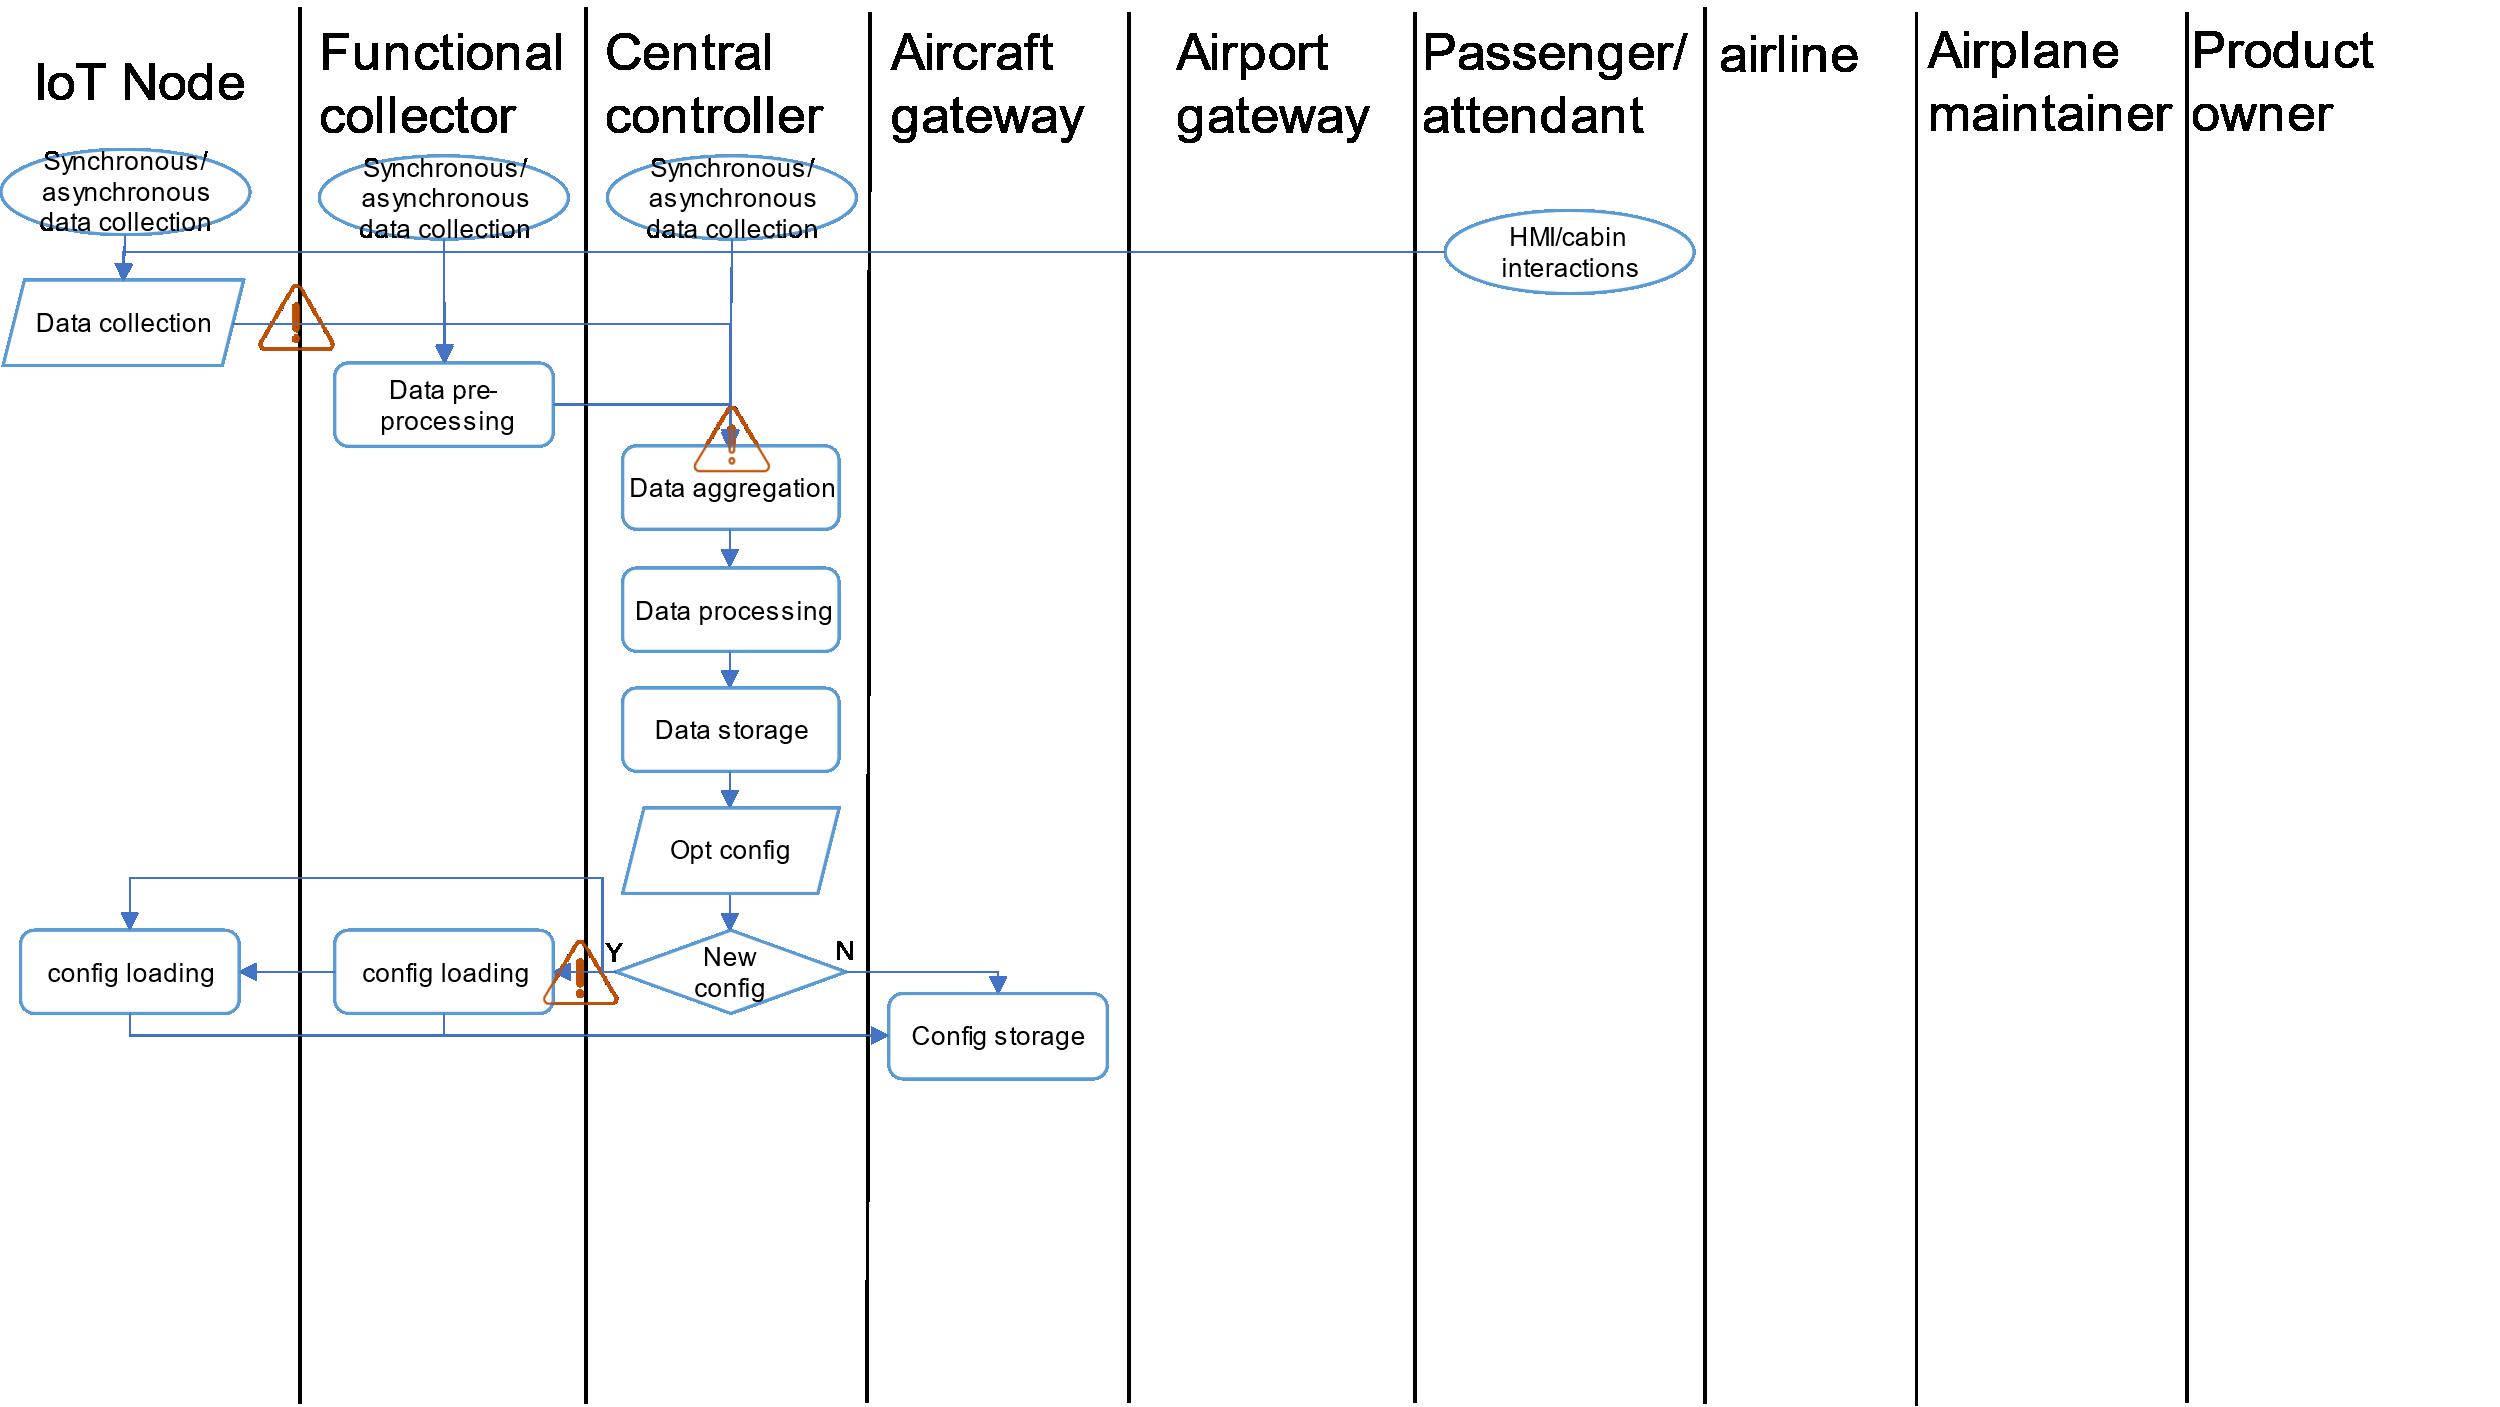 IoT Node
Functional
collector
Central
controller
Aircraft
gateway
Airport
gateway
Passenger/
attendant
airline
Airplane
maintainer
Product
owner
Synchronous/
asynchronous
data collection
Synchronous/
asynchronous
data collection
Synchronous/
asynchronous
data collection
HMI/cabin
interactions
Data collection
Data pre-
processing
Data aggregation
Data processing
Data storage
Opt config
config loading
config loading
Y
New
config
N
Config storage